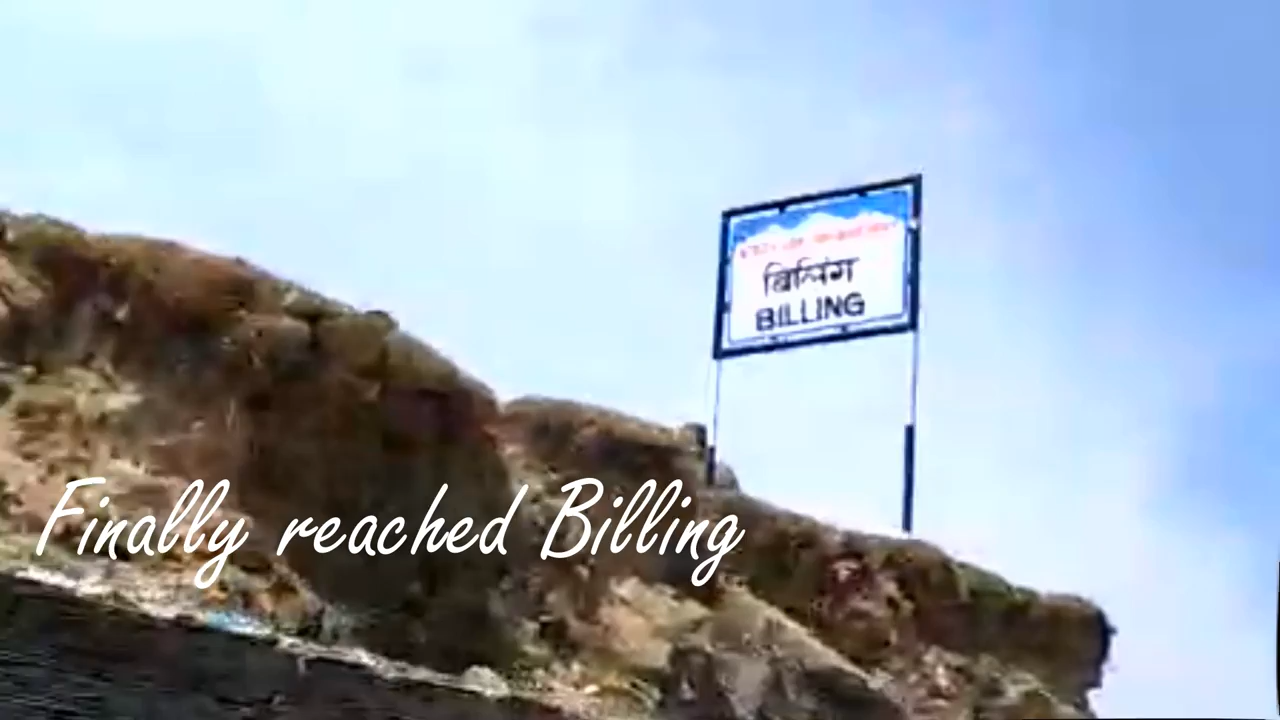 बिलिंग
BILLING
Finally reached Billing